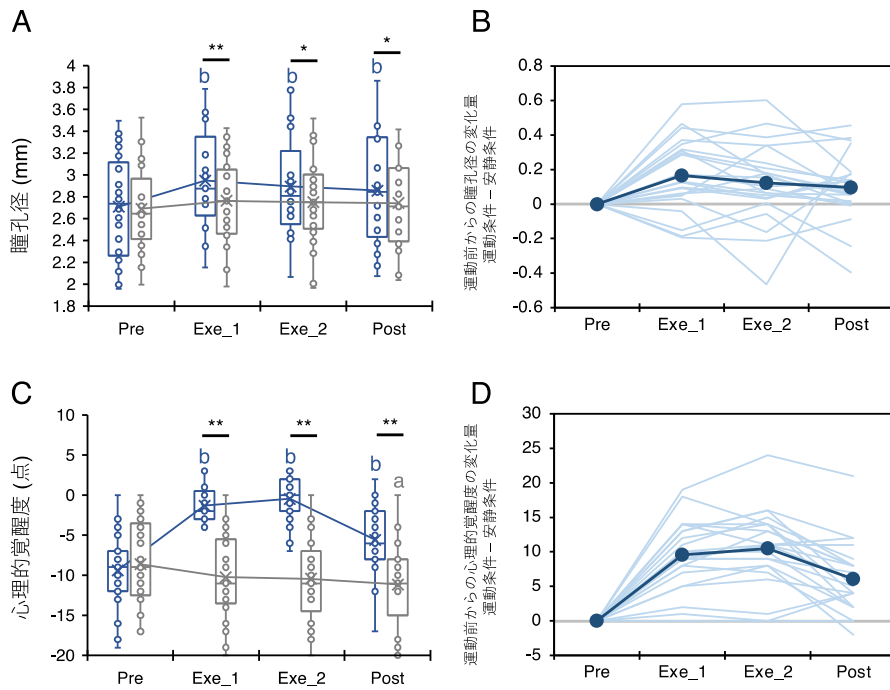 A
瞳孔径 (mm)
4
3.8
3.6
3.4
3.2
3
2.8
2.6
2.4
2.2
2
1.8
**
*
*
b
b
b
Pre
Exe_1
Exe_2
Post
B
運動前からの瞳孔径の変化量
運動条件 – 安静条件
0.8
0.6
0.4
0.2
0
-0.2
-0.4
-0.6
Pre
Exe_1
Exe_2
Post
C
心理的覚醒度 (点)
10
5
0
-5
-10
-15
-20
**
**
**
b
b
b
a
Pre
Exe_1
Exe_2
Post
D
運動前からの心理的覚醒度の変化量
運動条件 – 安静条件
30
25
20
15
10
5
0
-5
Pre
Exe_1
Exe_2
Post